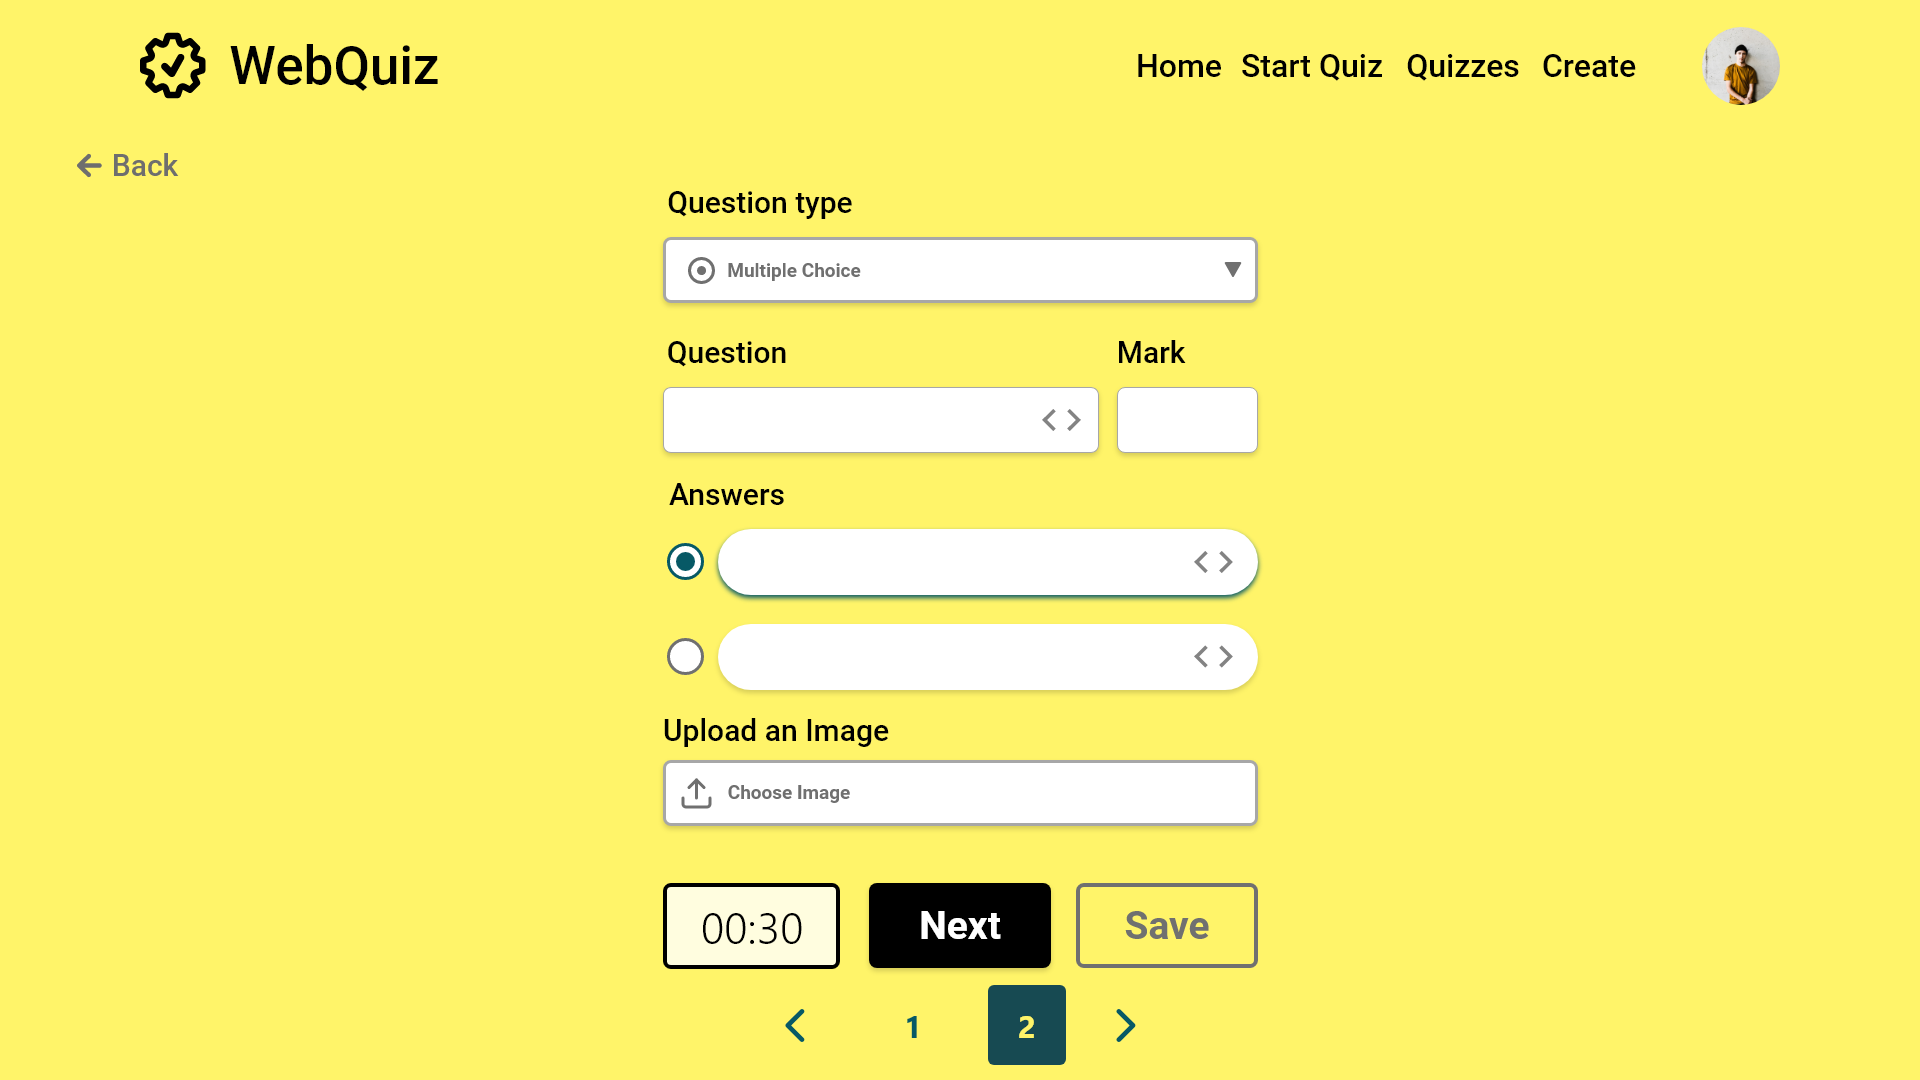 WebQuiz
Home Start Quiz Quizzes Create
Back
Question type
Multiple Choice
Question Mark
Answers
Upload an Image
Choose Image
00:30 Next Save
1 2